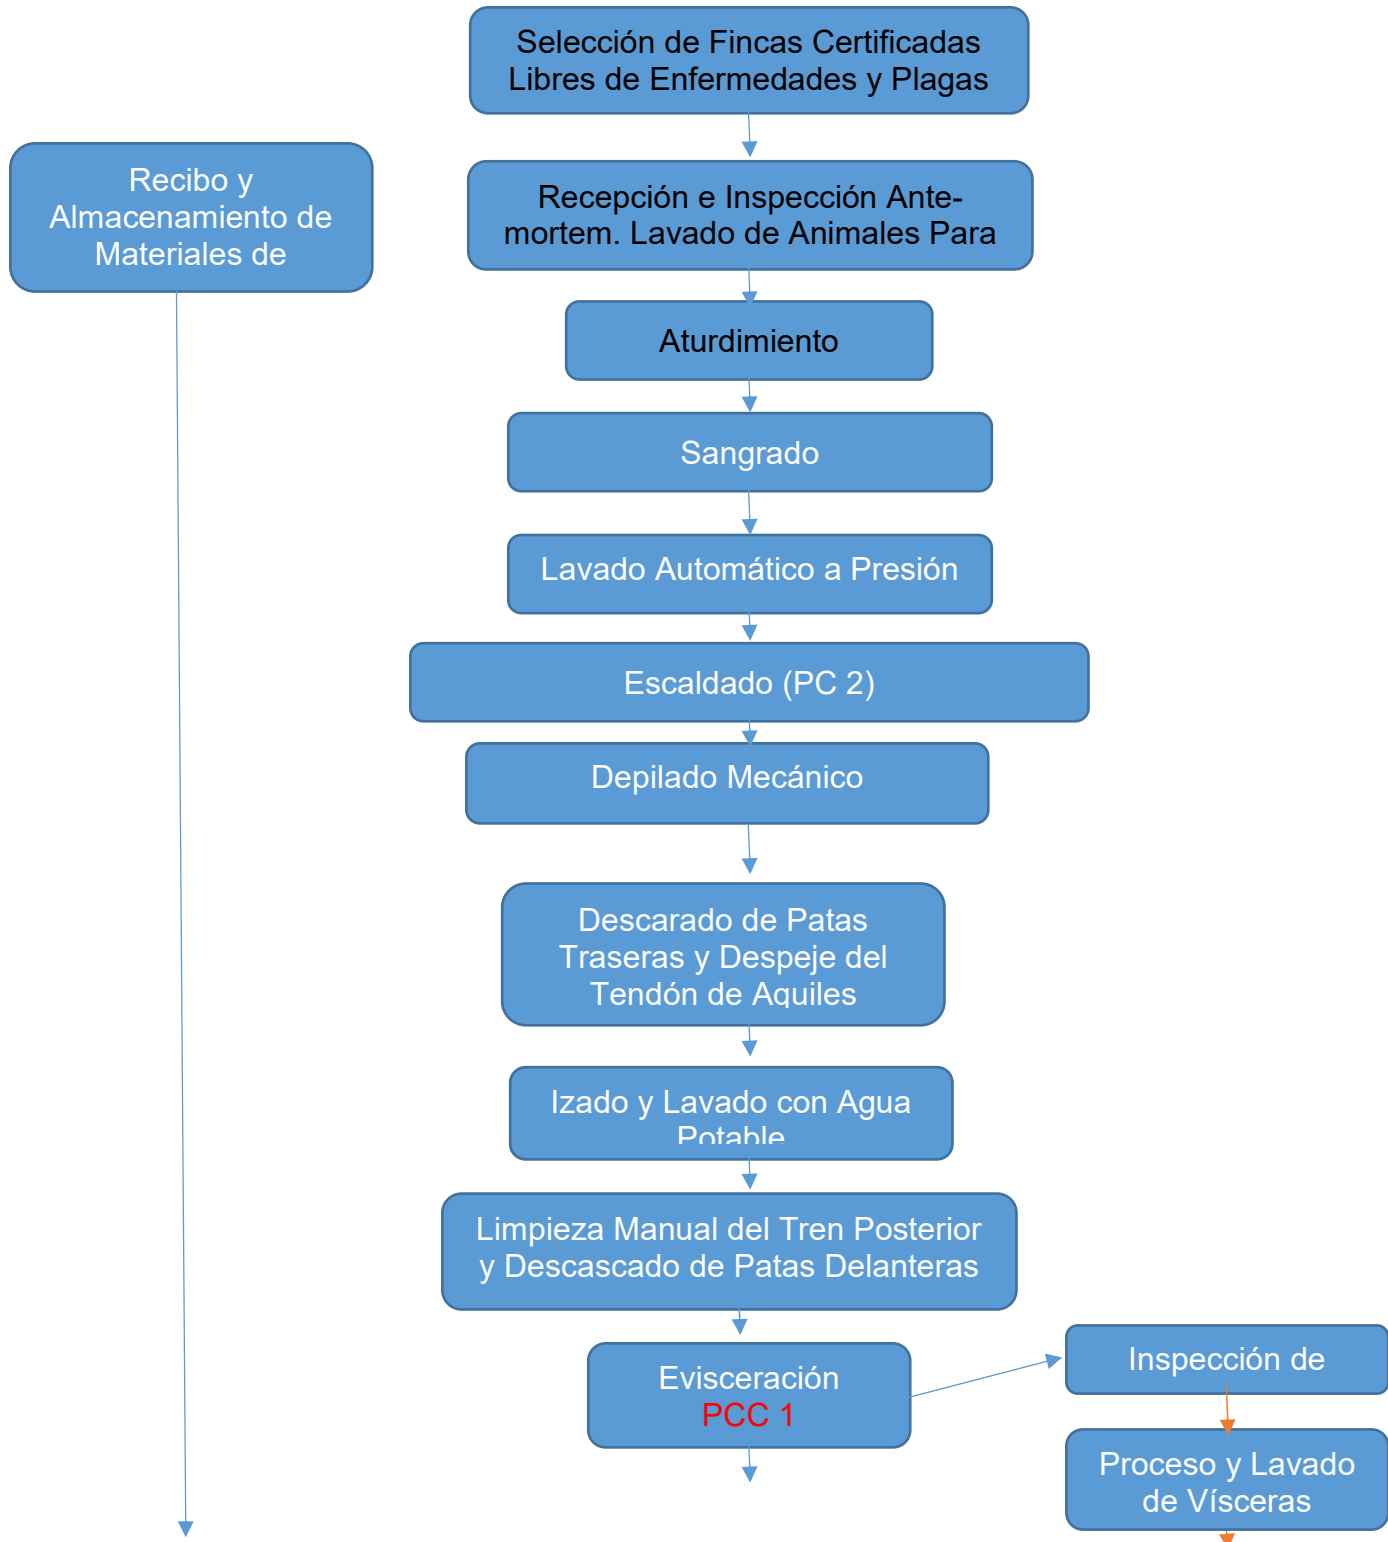 Selección de Fincas Certificadas
Libres de Enfermedades y Plagas
Recibo y
Almacenamiento de
Materiales de
Recepción e Inspección Ante-
mortem. Lavado de Animales Para
Aturdimiento
Sangrado
Lavado Automático a Presión
Escaldado (PC 2)
Depilado Mecánico
Descarado de Patas
Traseras y Despeje del
Tendón de Aquiles
Izado y Lavado con Agua
Potable
Limpieza Manual del Tren Posterior
y Descascado de Patas Delanteras
Evisceración
PCC 1
Inspección de
Proceso y Lavado
de Vísceras